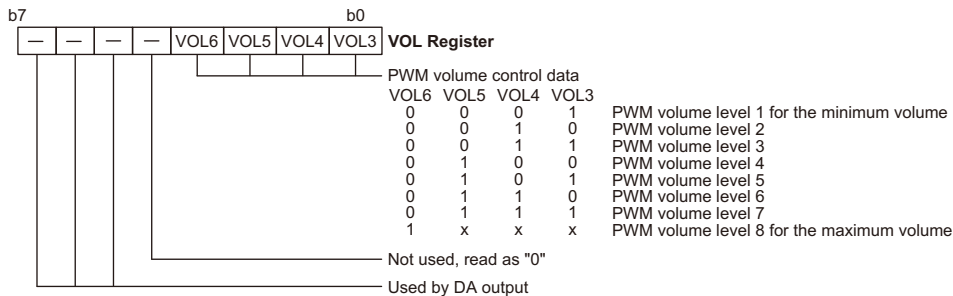 b7 b0
— — — — VOL6 VOL5 VOL4 VOL3 VOL Register
PWM volume control data
VOL6 VOL5 VOL4 VOL3
0 0 0 1 PWM volume level 1 for the minimum volume
0 0 1 0 PWM volume level 2
0 0 1 1 PWM volume level 3
0 1 0 0 PWM volume level 4
0 1 0 1 PWM volume level 5
0 1 1 0 PWM volume level 6
0 1 1 1 PWM volume level 7
1 x x x PWM volume level 8 for the maximum volume
Not used, read as "0"
Used by DA output